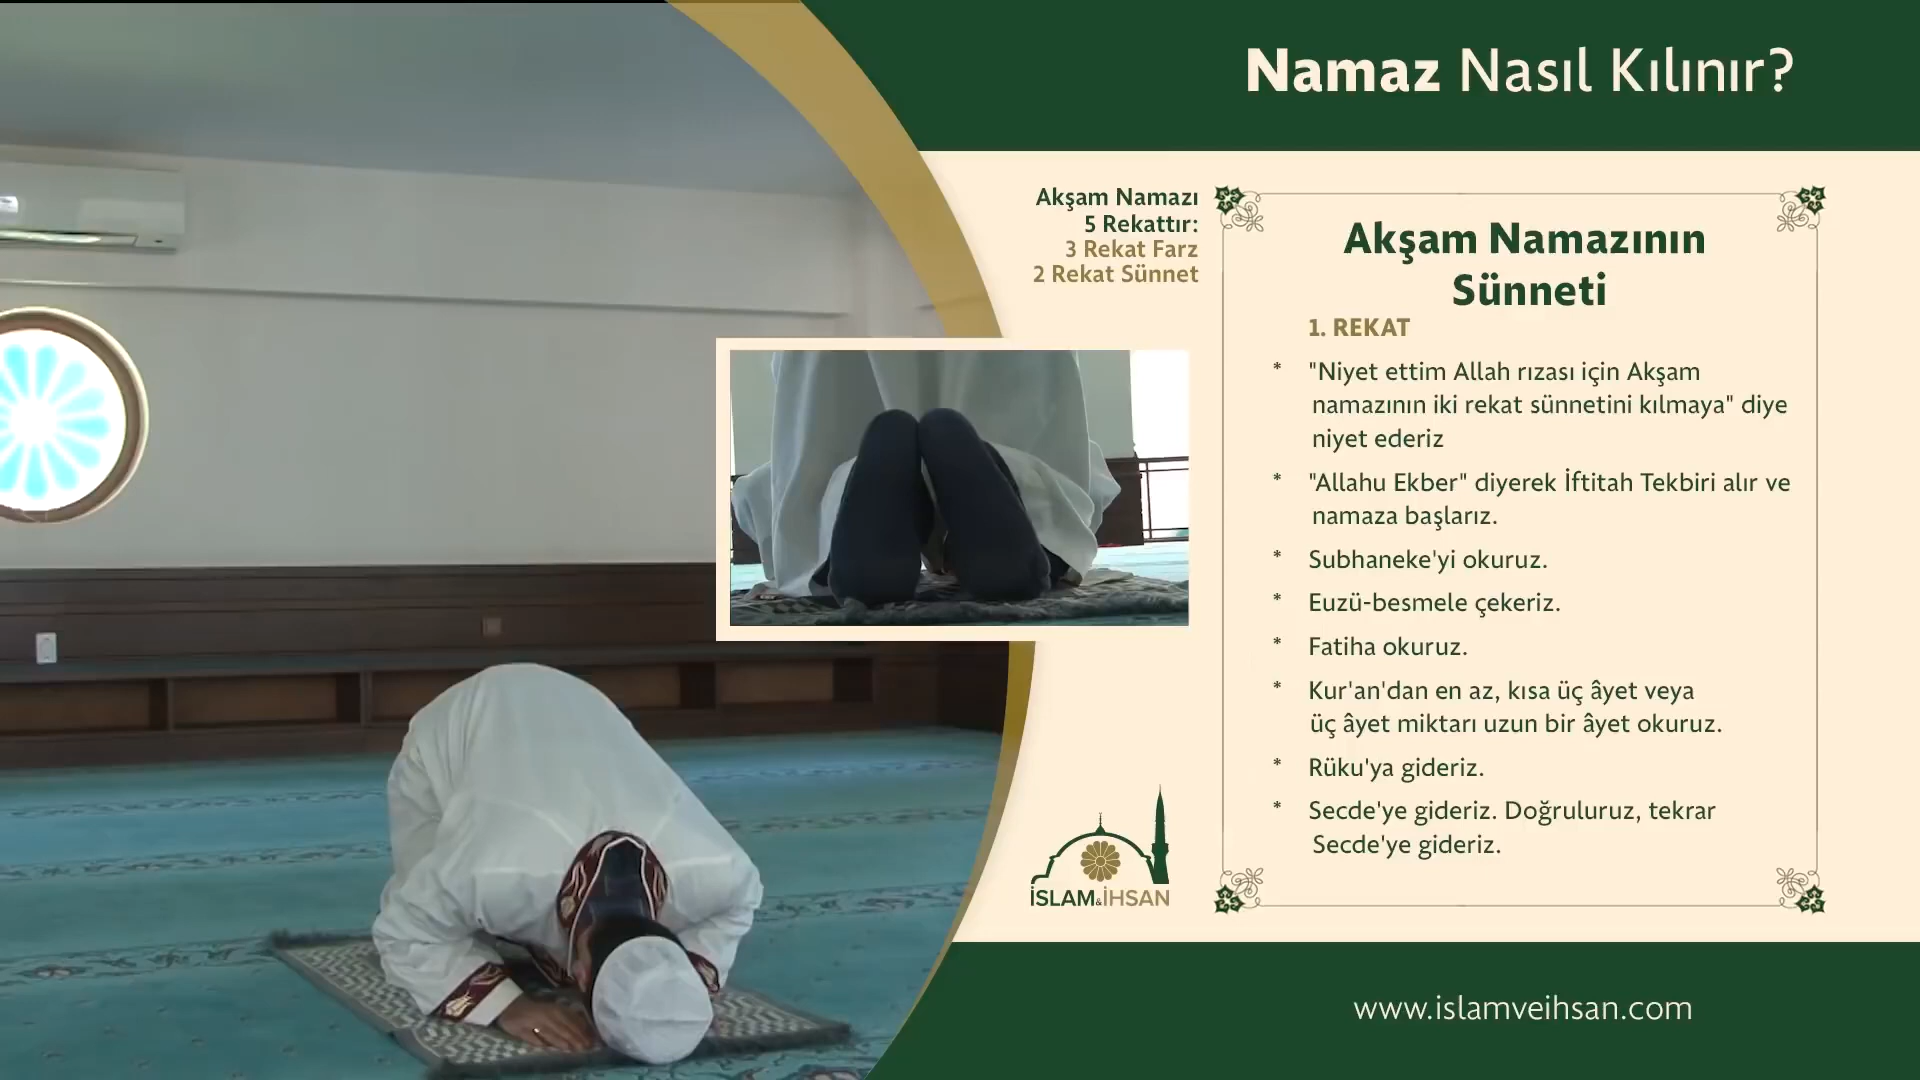 Namaz Nasıl Kılınır?
Akşam Namazı
5 Rekattır:
3 Rekat Farz
2 Rekat Sünnet
Akşam Namazının
Sünneti
1. REKAT
* "Niyet ettim Allah rızası için Akşam
namazının iki rekat sünnetini kılmaya" diye
niyet ederiz
* "Allahu Ekber" diyerek İftitah Tekbiri alır ve
namaza başlarız.
* Subhaneke'yi okuruz.
* Euzü-besmele çekeriz.
* Fatiha okuruz.
* Kur'an'dan en az, kısa üç âyet veya
üç âyet miktarı uzun bir âyet okuruz.
* Rüku'ya gideriz.
* Secde'ye gideriz. Doğruluruz, tekrar
Secde'ye gideriz.
İSLAM&İHSAN
www.islamveihsan.com